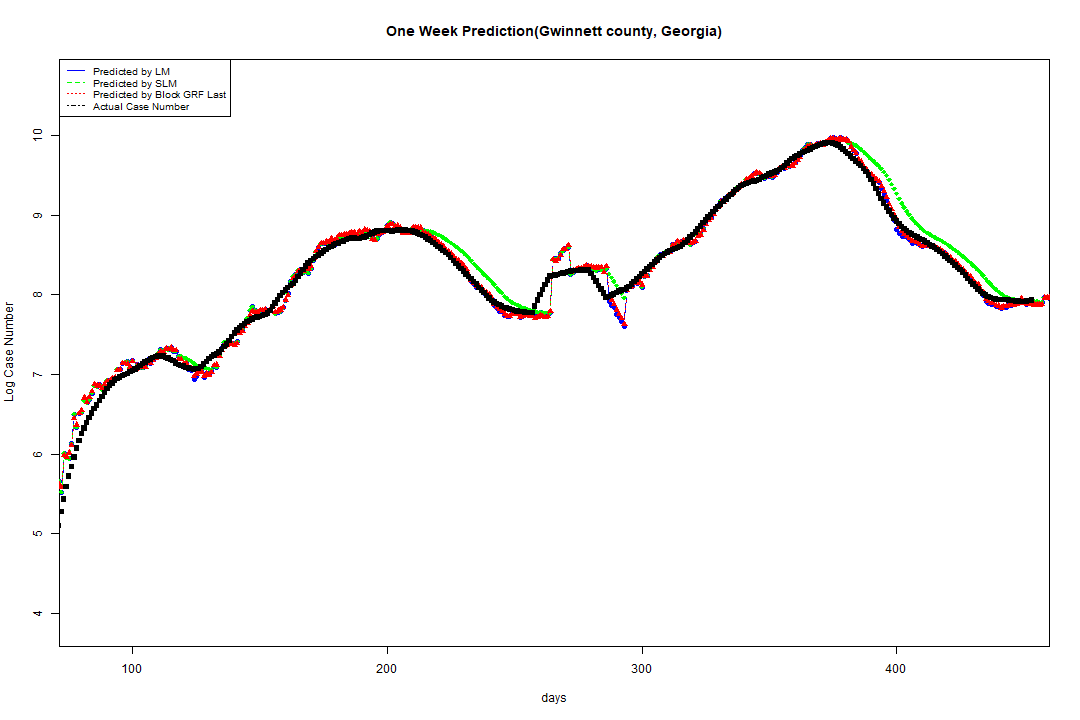 One Week Prediction(Gwinnett county, Georgia)
Predicted by LM
Predicted by SLM
Predicted by Block GRF Last
Actual Case Number
Log Case Number
10
9
8
7
6
5
4
100 200 300 400
days